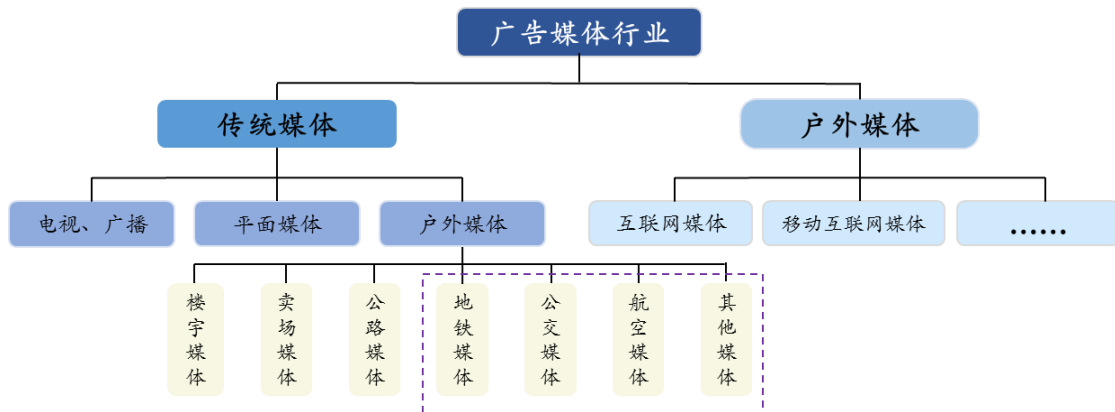 广告媒体行业
传统媒体
户外媒体
电视、广播
平面媒体
户外媒体
互联网媒体
移动互联网媒体
……
楼宇媒体
卖场媒体
公路媒体
地铁媒体
公交媒体
航空媒体
其他媒体